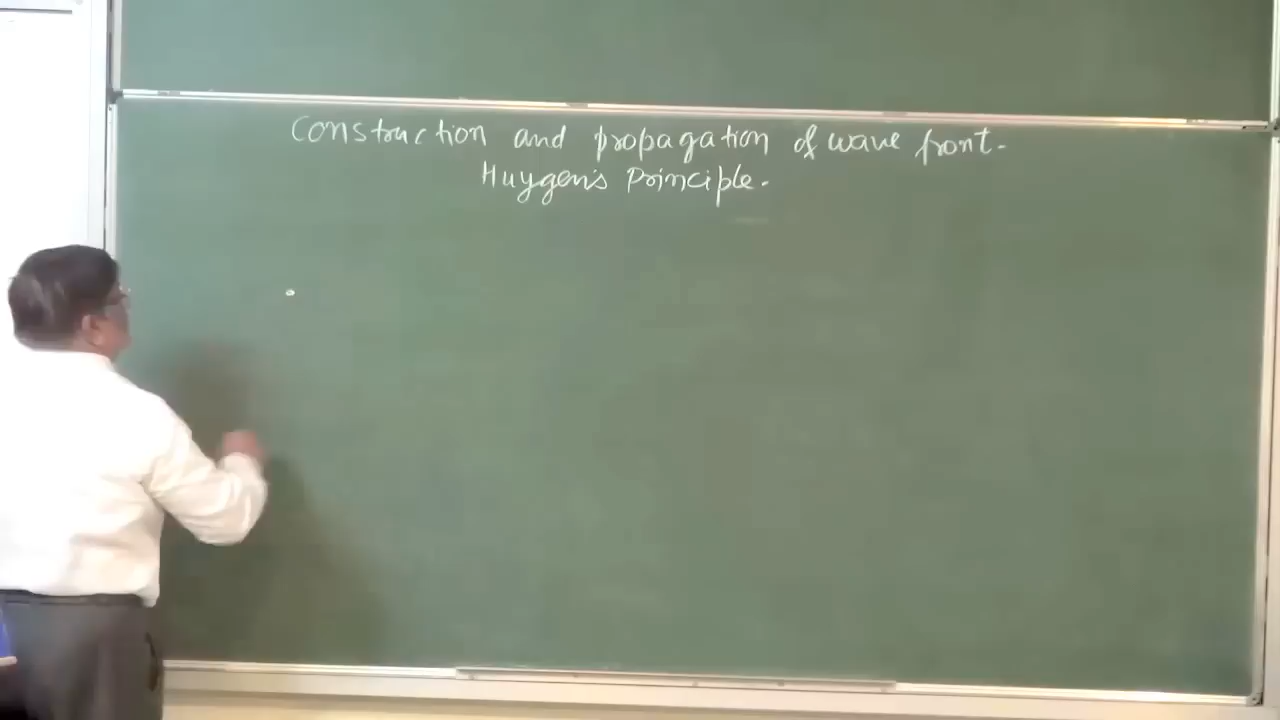 Construction and propagation of wave front.
Huygen's Principle.